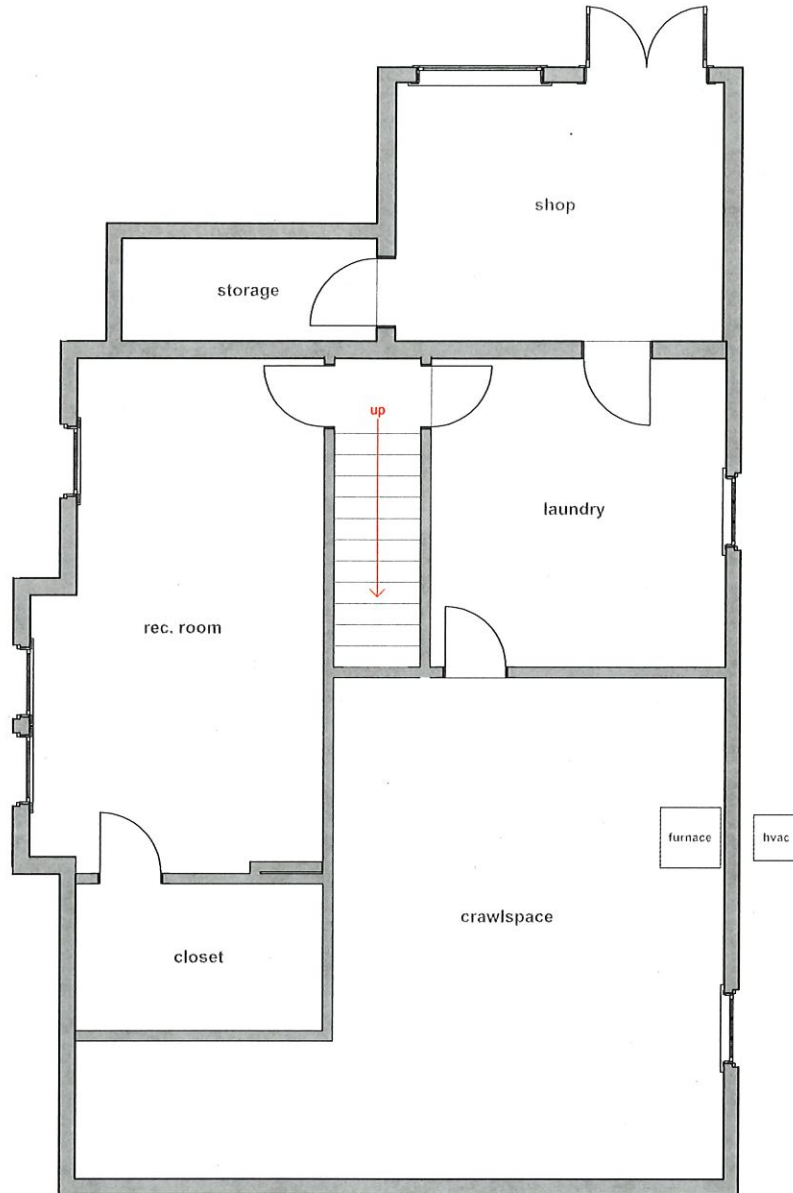 shop
storage
up
laundry
rec. room
furnace
hvac
crawlspace
closet